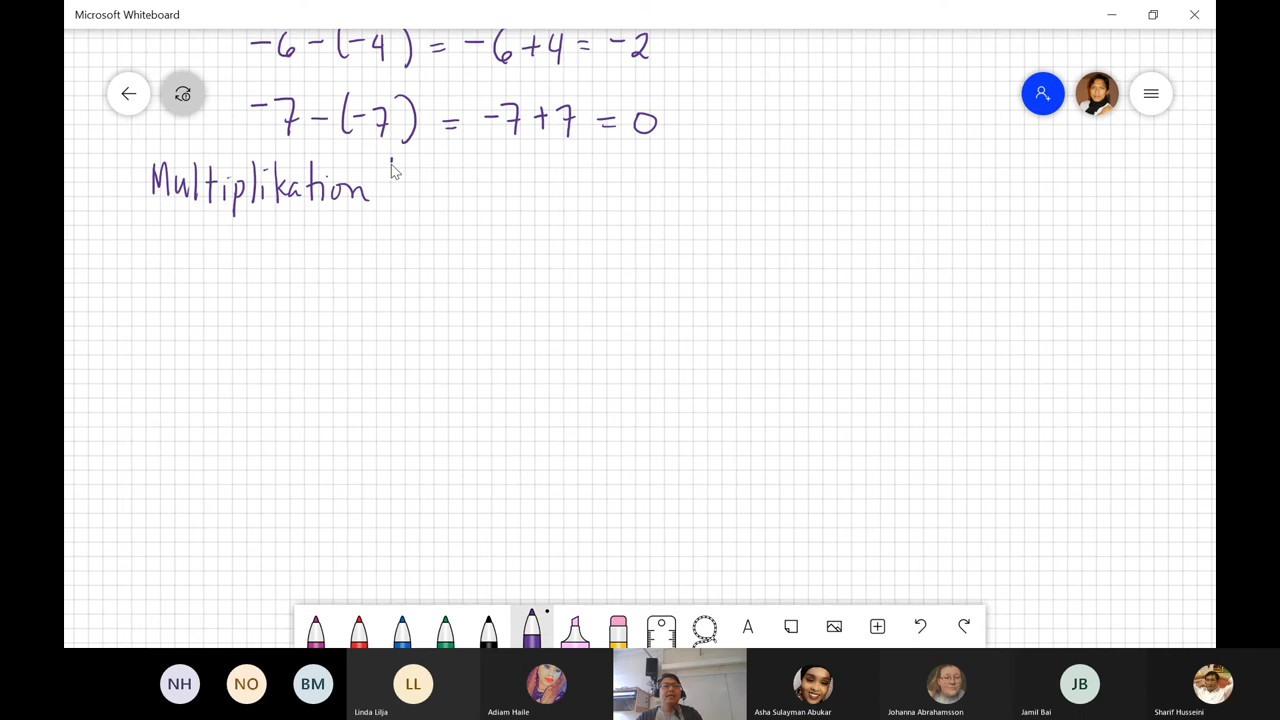 Microsoft Whiteboard
-6-(-4) = -6+4 = -2
-7-(-7) = -7+7 = 0
Multiplikation
A
NH
NO
BM
LL
Linda Lilja
Adiam Haile
Asha Sulayman Abukar
Johanna Abrahamsson
JB
Jamil Bai
Sharif Husseini